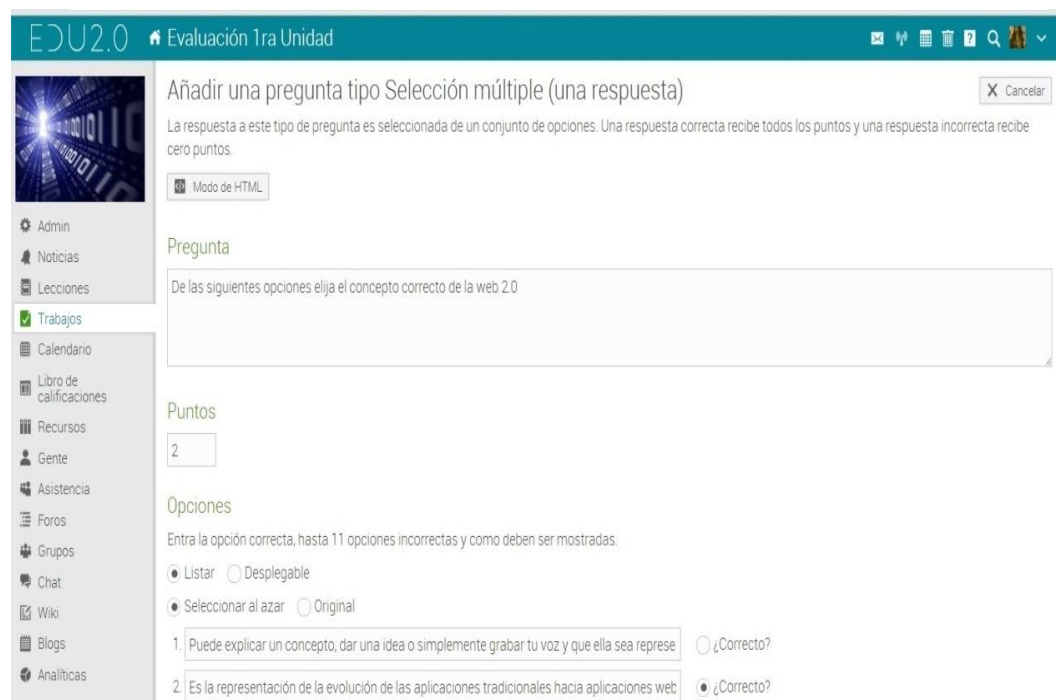 EDU2.0
Evaluación 1ra Unidad
Añadir una pregunta tipo Selección múltiple (una respuesta)
X Cancelar
La respuesta a este tipo de pregunta es seleccionada de un conjunto de opciones. Una respuesta correcta recibe todos los puntos y una respuesta incorrecta recibe
cero puntos.
Modo de HTML
Admin
Noticias
Lecciones
Trabajos
Calendario
Libro de
calificaciones
Recursos
Gente
Asistencia
Foros
Grupos
Chat
Wiki
Blogs
Analíticas
Pregunta
De las siguientes opciones elija el concepto correcto de la web 2.0
Puntos
2
Opciones
Entra la opción correcta, hasta 11 opciones incorrectas y como deben ser mostradas.
Listar Desplegable
Seleccionar al azar Original
1. Puede explicar un concepto, dar una idea o simplemente grabar tu voz y que ella sea represe ¿Correcto?
2. Es la representación de la evolución de las aplicaciones tradicionales hacia aplicaciones web ¿Correcto?